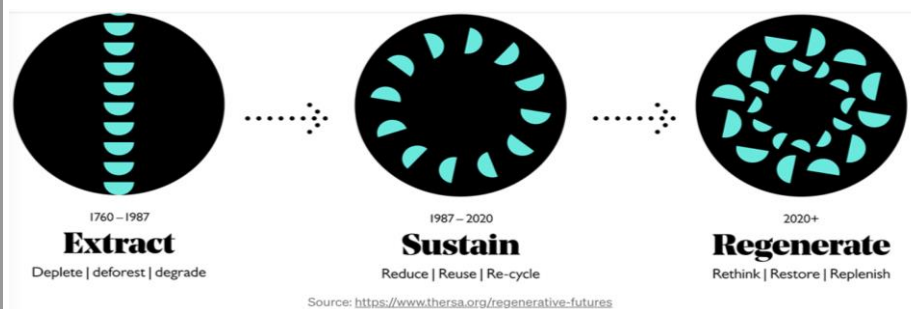 1760 – 1987
Extract
Deplete | deforest | degrade
1987 – 2020
Sustain
Reduce | Reuse | Re-cycle
2020+
Regenerate
Rethink | Restore | Replenish
Source: https://www.thersa.org/regenerative-futures